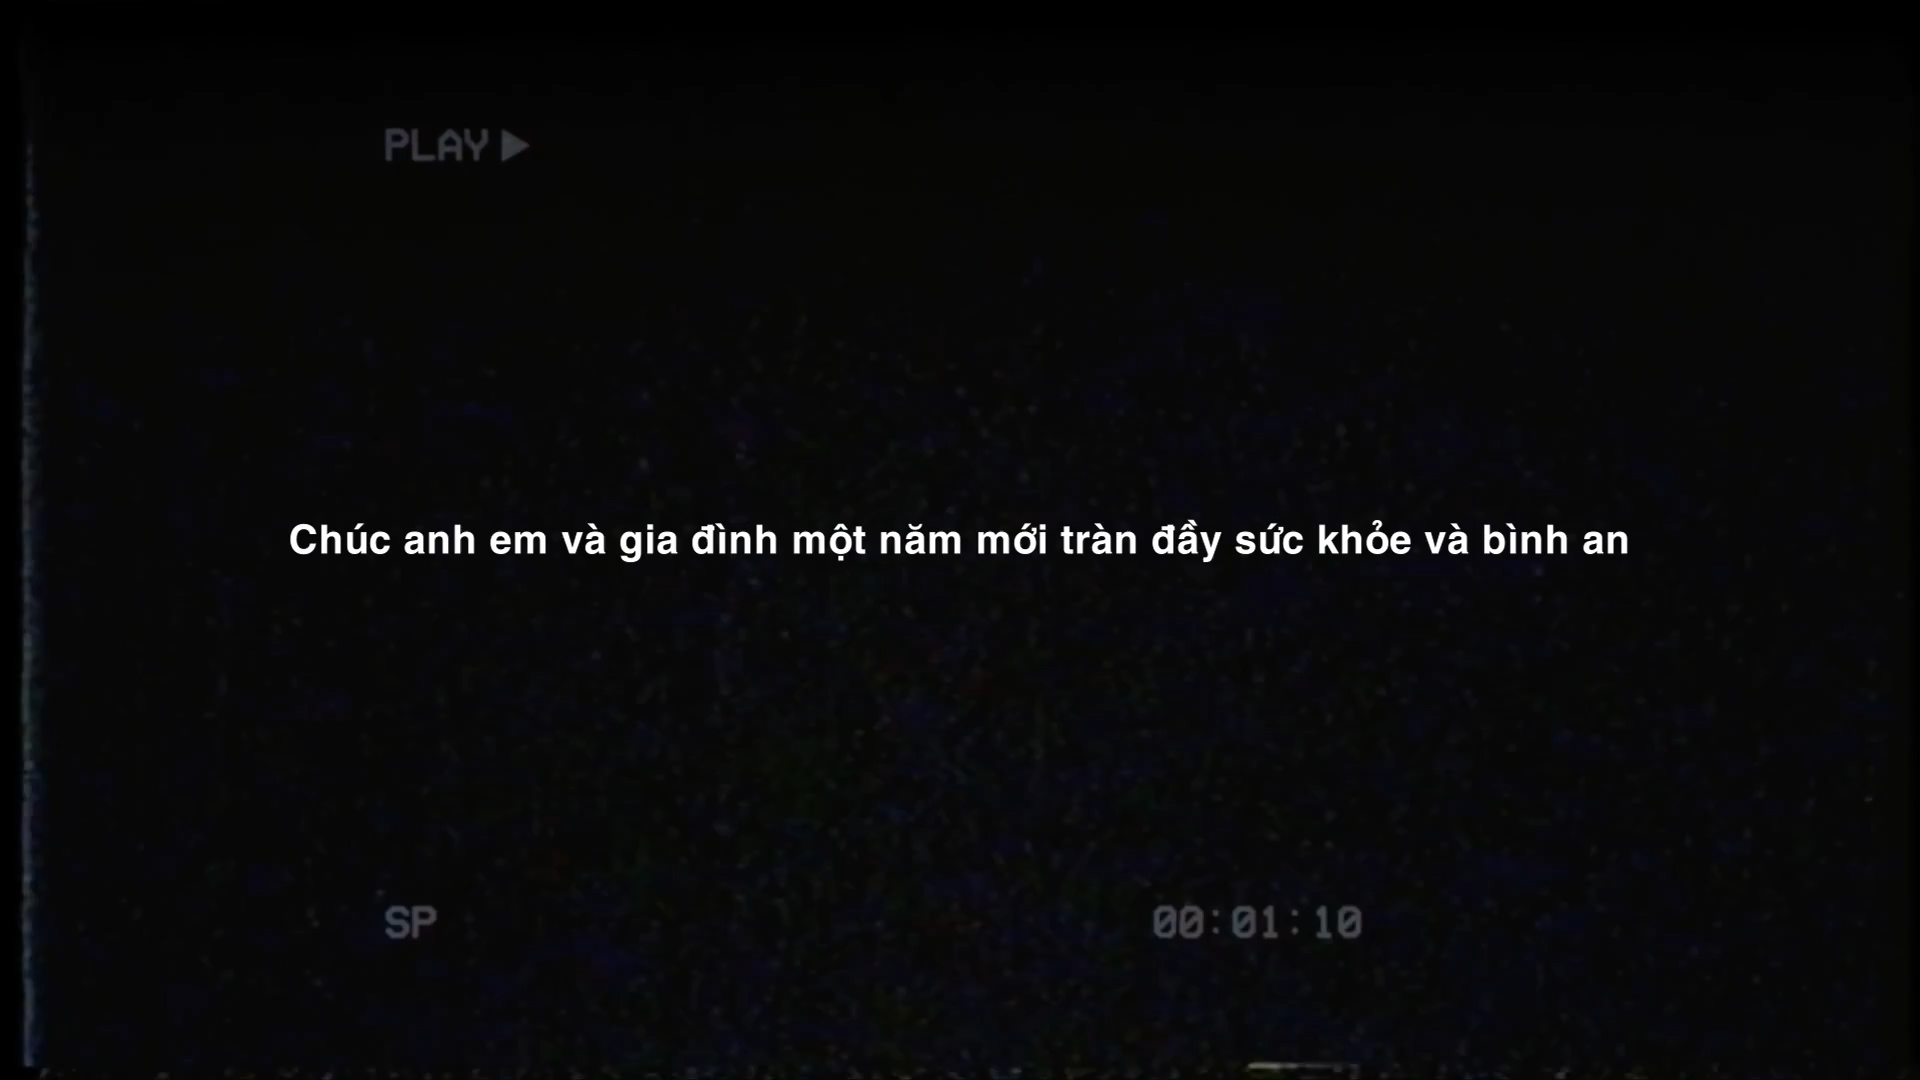 PLAY ▶
Chúc anh em và gia đình một năm mới tràn đầy sức khỏe và bình an
SP 00:01:10